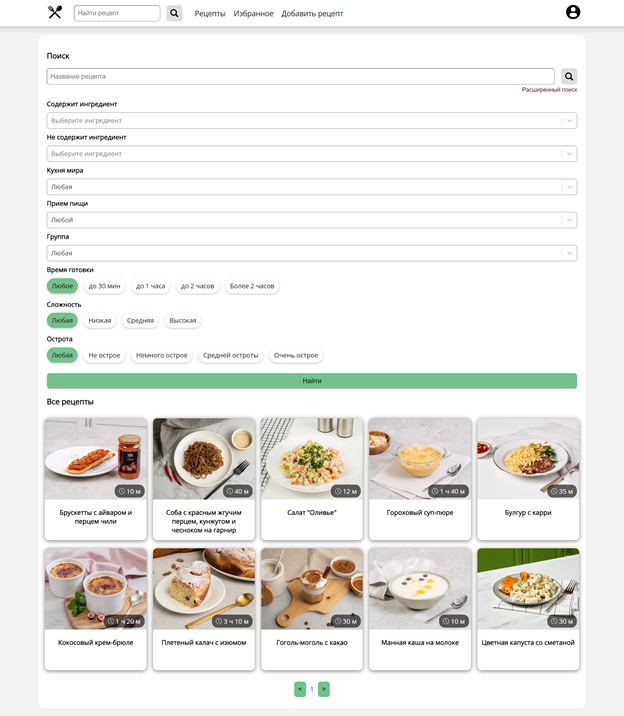 Найти рецепт
Рецепты Избранное Добавить рецепт
Поиск
Название рецепта
Расширенный поиск
Содержит ингредиент
Выберите ингредиент
Не содержит ингредиент
Выберите ингредиент
Кухня мира
Любая
Прием пищи
Любой
Группа
Любая
Время готовки
Любое до 30 мин до 1 часа до 2 часов Более 2 часов
Сложность
Любая Низкая Средняя Высокая
Острота
Любая Не острое Немного острое Средней остроты Очень острое
Найти
Все рецепты
10 м 40 м 12 м 1 ч 40 м 35 м
Брускетты с айваром и
перцем чили
Соба с красным жгучим
перцем, кунжутом и
чесноком на гарнир
Салат "Оливье"
Гороховый суп-пюре
Булгур с карри
1 ч 20 м 3 ч 10 м 30 м 10 м 30 м
Кокосовый крем-брюле
Плетеный калач с изюмом
Гоголь-моголь с какао
Манная каша на молоке
Цветная капуста со сметаной
< 1 >